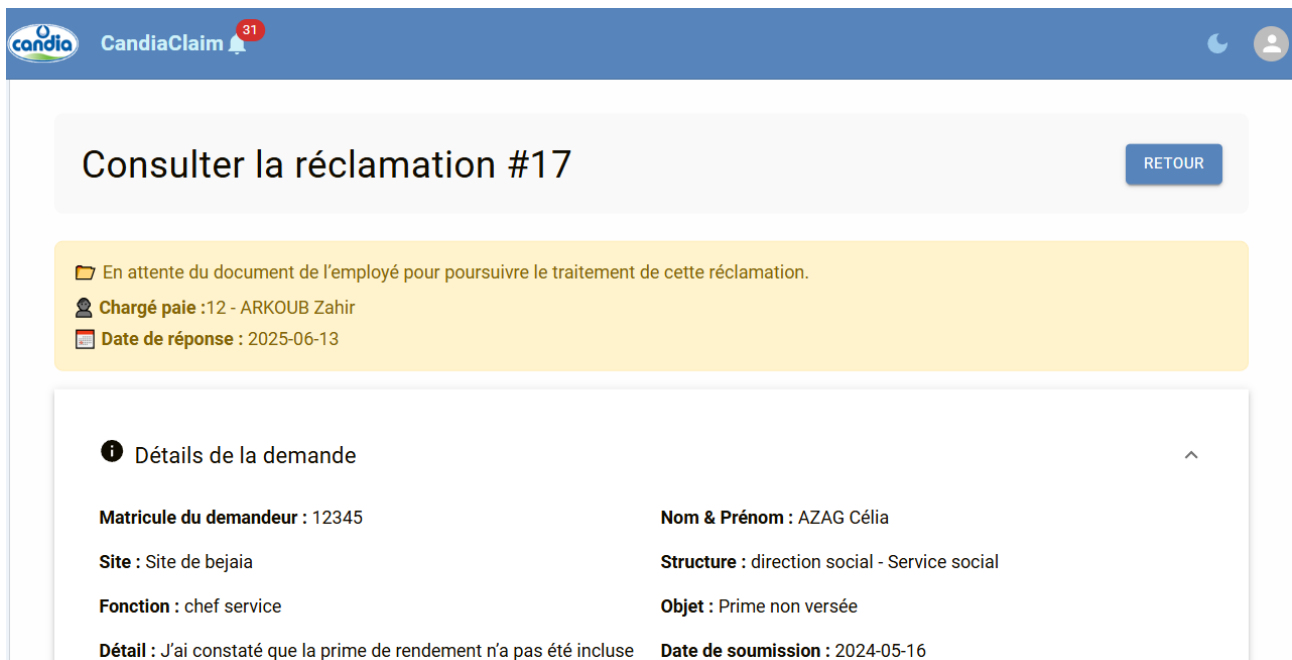 candia CandiaClaim 31
Consulter la réclamation #17
RETOUR
En attente du document de l’employé pour poursuivre le traitement de cette réclamation.
Chargé paie :12 - ARKOUB Zahir
Date de réponse : 2025-06-13
Détails de la demande
Matricule du demandeur : 12345
Nom & Prénom : AZAG Célia
Site : Site de bejaia
Structure : direction social - Service social
Fonction : chef service
Objet : Prime non versée
Détail : J’ai constaté que la prime de rendement n’a pas été incluse
Date de soumission : 2024-05-16